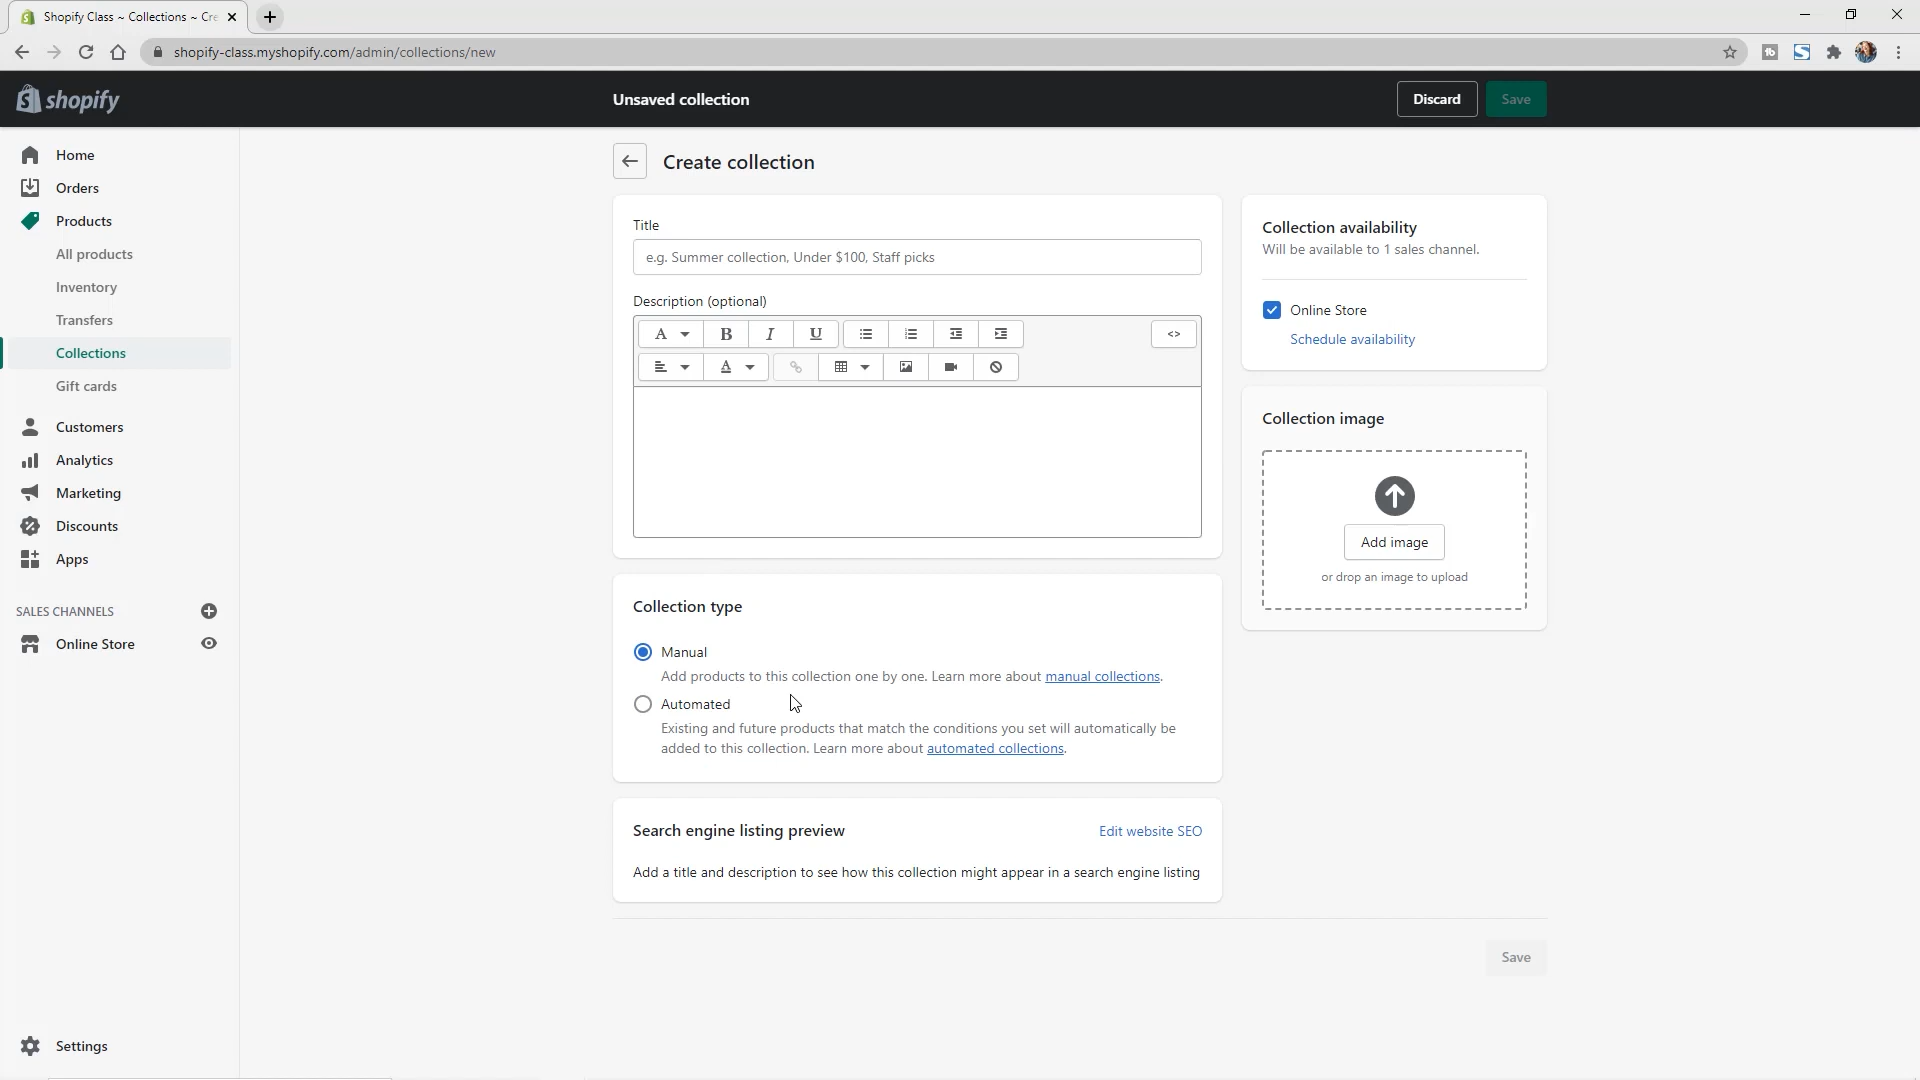 Shopify Class ~ Collections ~ Cre
shopify-class.myshopify.com/admin/collections/new
shopify
Unsaved collection
Discard
Save
Home
Orders
Products
All products
Inventory
Transfers
Collections
Gift cards
Customers
Analytics
Marketing
Discounts
Apps
SALES CHANNELS
Online Store
Settings
Create collection
Title
e.g. Summer collection, Under $100, Staff picks
Description (optional)
A
B
I
U
<>
A
Collection type
Manual
Add products to this collection one by one. Learn more about manual collections.
Automated
Existing and future products that match the conditions you set will automatically be
added to this collection. Learn more about automated collections.
Search engine listing preview
Edit website SEO
Add a title and description to see how this collection might appear in a search engine listing
Collection availability
Will be available to 1 sales channel.
Online Store
Schedule availability
Collection image
Add image
or drop an image to upload
Save